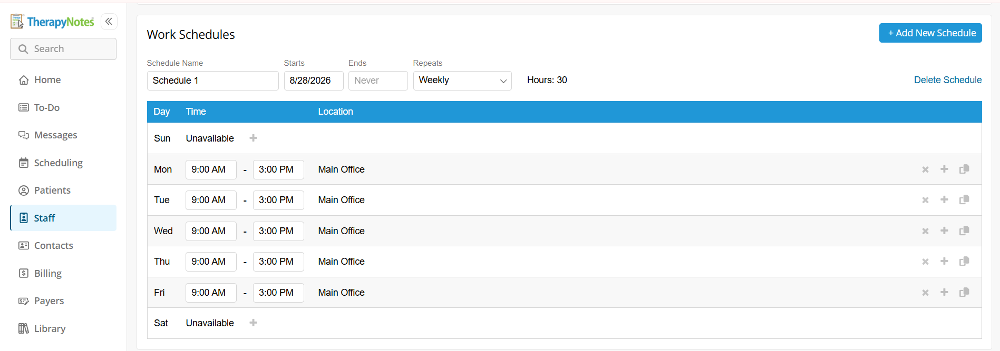 TherapyNotes
Search
Home
To-Do
Messages
Scheduling
Patients
Staff
Contacts
Billing
Payers
Library
Work Schedules
+ Add New Schedule
Schedule Name Starts Ends Repeats
Schedule 1 8/28/2026 Never Weekly Hours: 30 Delete Schedule
Day Time Location
Sun Unavailable
Mon 9:00 AM - 3:00 PM Main Office
Tue 9:00 AM - 3:00 PM Main Office
Wed 9:00 AM - 3:00 PM Main Office
Thu 9:00 AM - 3:00 PM Main Office
Fri 9:00 AM - 3:00 PM Main Office
Sat Unavailable